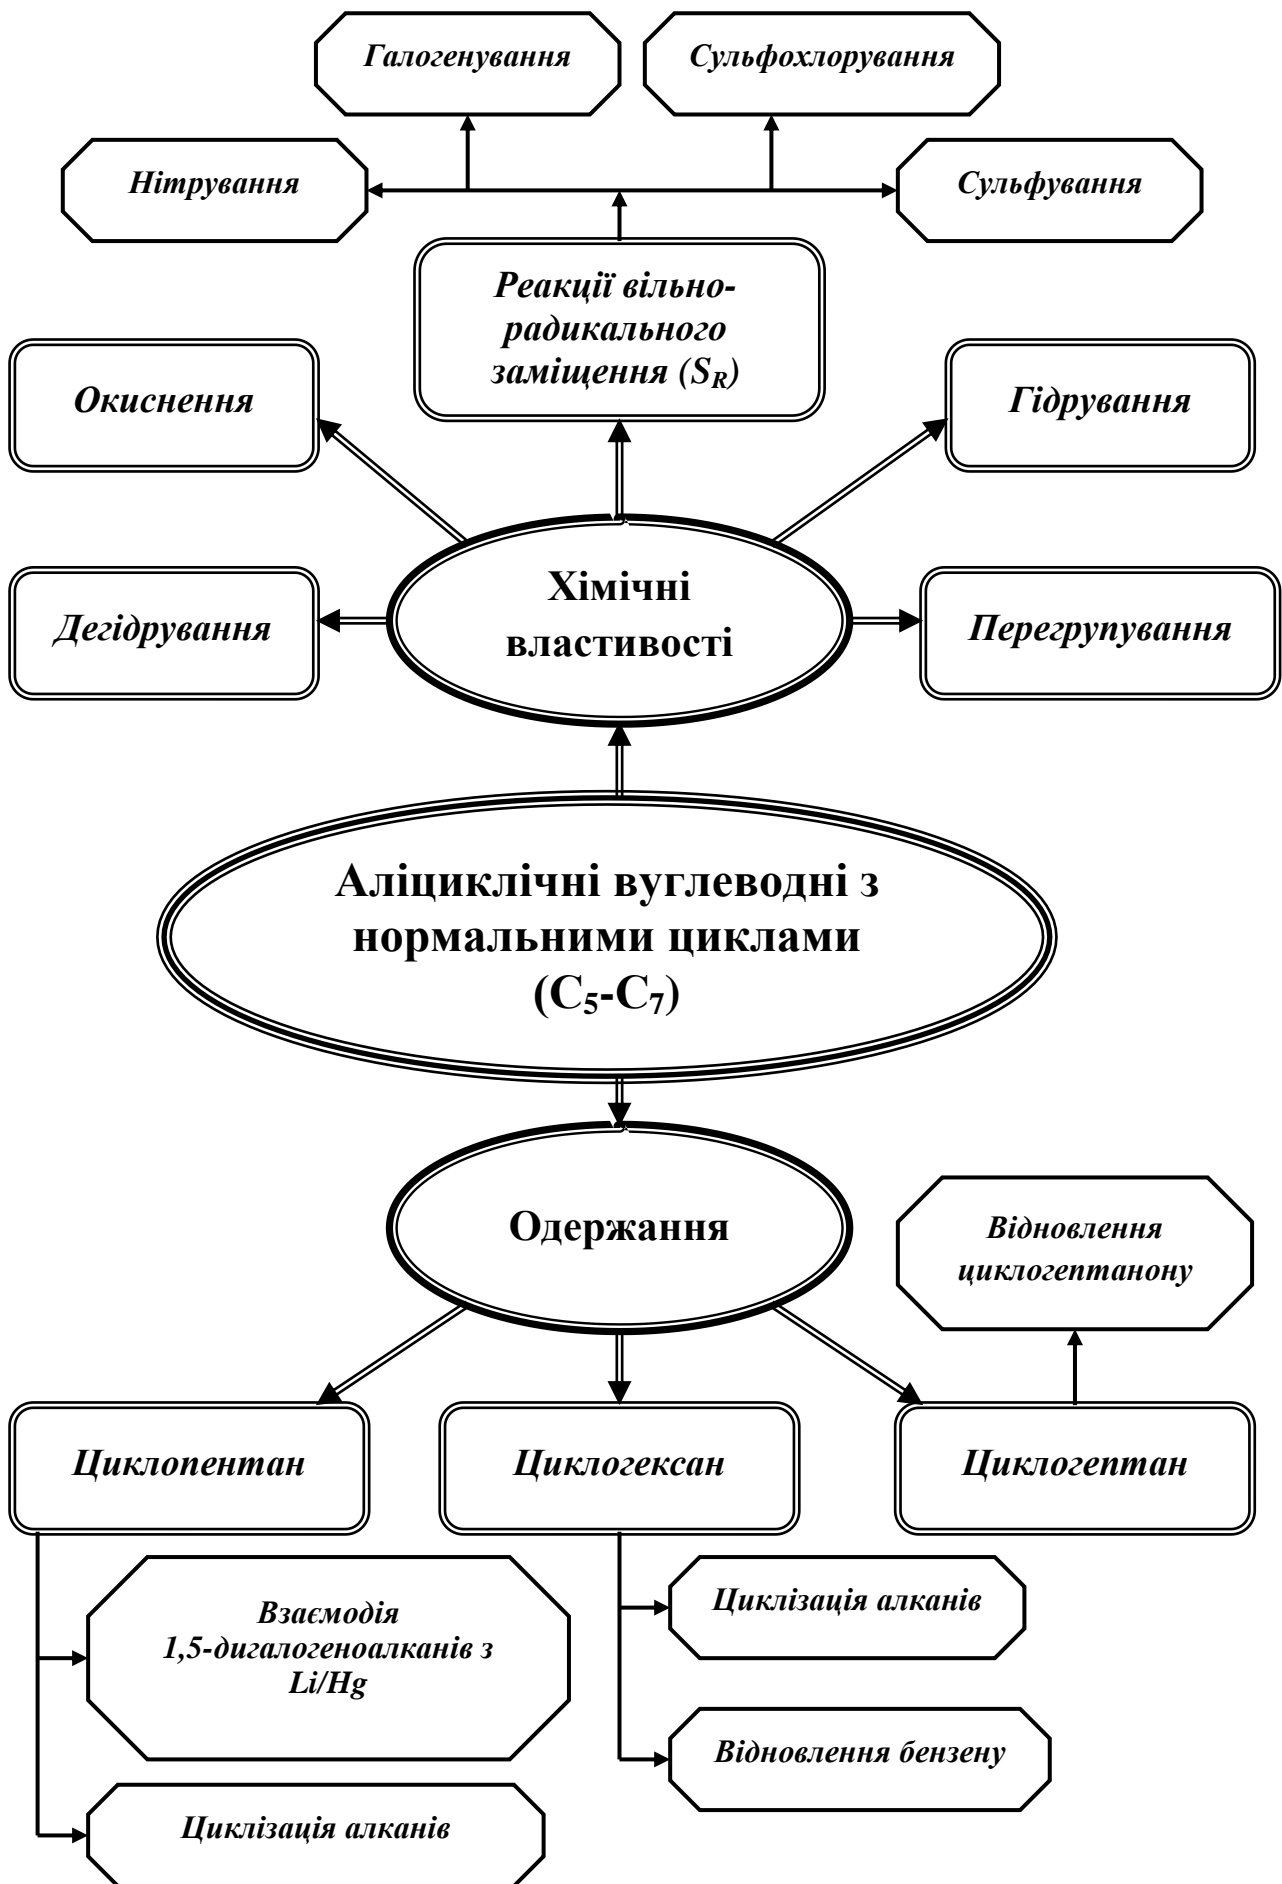 Галогенування
Сульфохлорування
Нітрування
Сульфування
Реакції вільно-
радикального
заміщення (S_R)
Окиснення
Гідрування
Хімічні
властивості
Дегідрування
Перегрупування
Аліциклічні вуглеводні з
нормальними циклами
(C₅-C₇)
Одержання
Відновлення
циклогептанону
Циклопентан
Циклогексан
Циклогептан
Взаємодія
1,5-дигалогеноалканів з
Li/Hg
Циклізація алканів
Відновлення бензену
Циклізація алканів